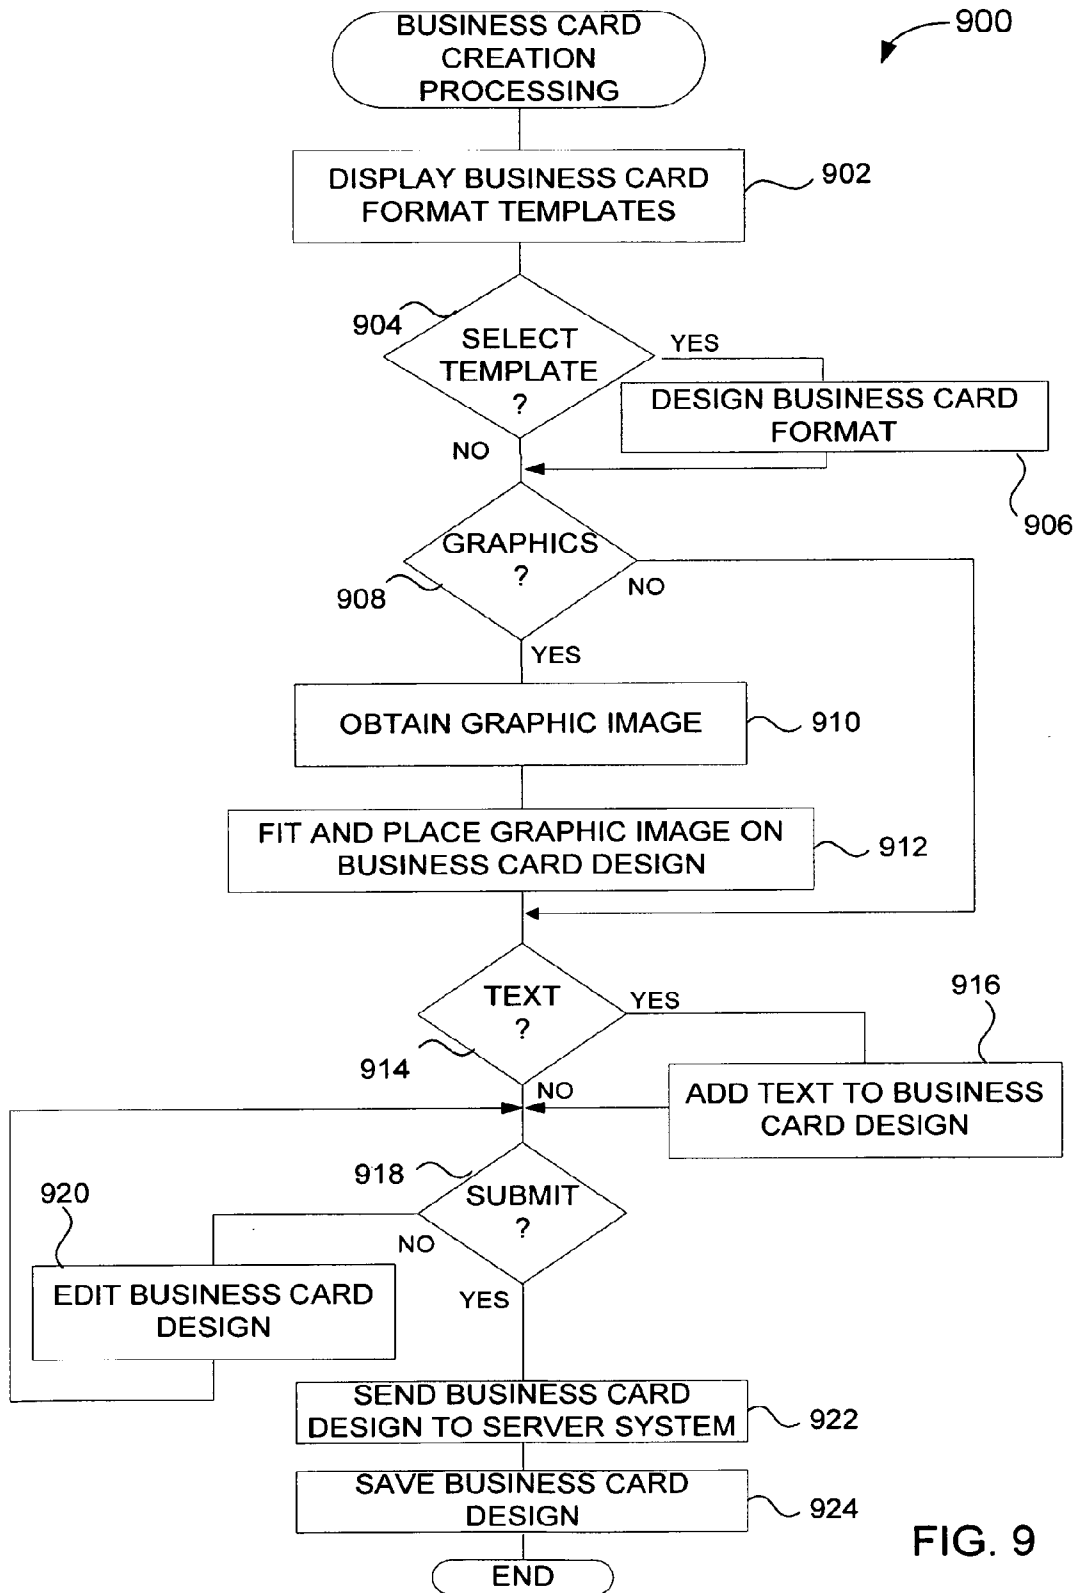 BUSINESS CARD
CREATION
PROCESSING
900
DISPLAY BUSINESS CARD
FORMAT TEMPLATES
902
904
SELECT
TEMPLATE
?
YES
NO
DESIGN BUSINESS CARD
FORMAT
906
GRAPHICS
?
908
NO
YES
OBTAIN GRAPHIC IMAGE
910
FIT AND PLACE GRAPHIC IMAGE ON
BUSINESS CARD DESIGN
912
TEXT
?
YES
914
NO
916
ADD TEXT TO BUSINESS
CARD DESIGN
918
SUBMIT
?
NO
YES
920
EDIT BUSINESS CARD
DESIGN
SEND BUSINESS CARD
DESIGN TO SERVER SYSTEM
922
SAVE BUSINESS CARD
DESIGN
924
END
FIG. 9